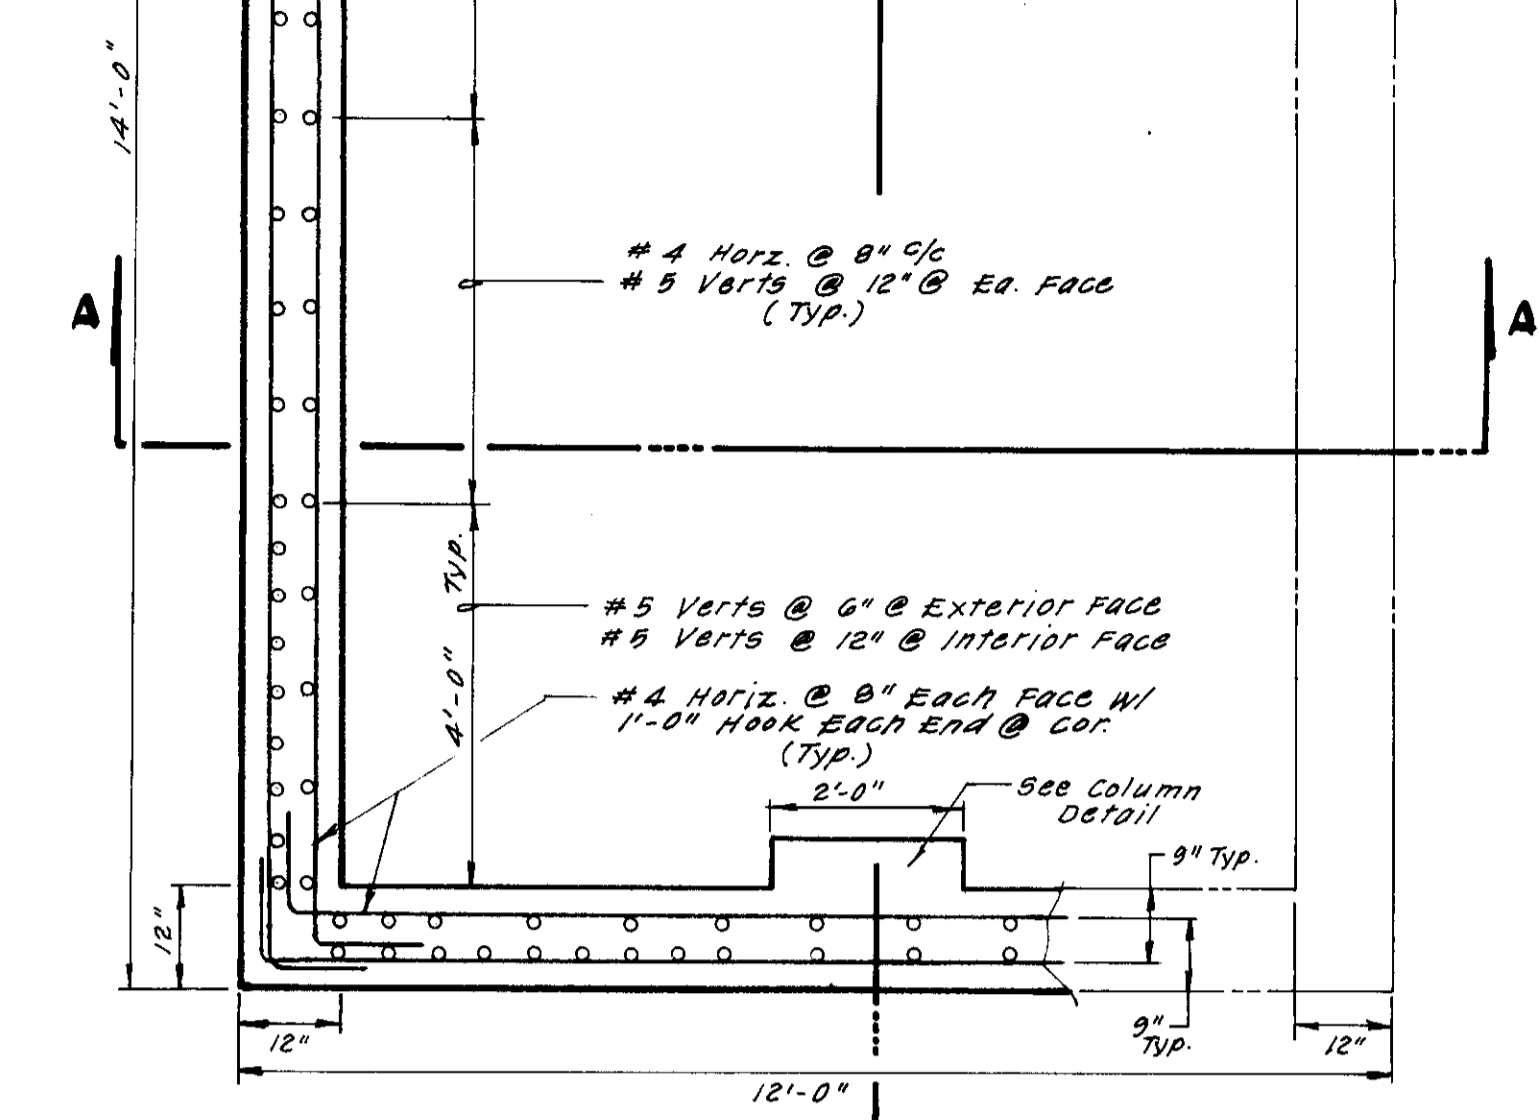 14'-0"
# 4 Horz. @ 8" c/c
# 5 Verts @ 12" @ Ea. Face
(Typ.)
A
A
4'-0" Typ.
#5 Verts @ 6" @ Exterior Face
#5 Verts @ 12" @ Interior Face
#4 Horiz. @ 8" Each Face w/
1'-0" Hook Each End @ Cor.
(Typ.)
2'-0"
See Column
Detail
9" Typ.
12"
12"
9"
Typ.
12"
12'-0"